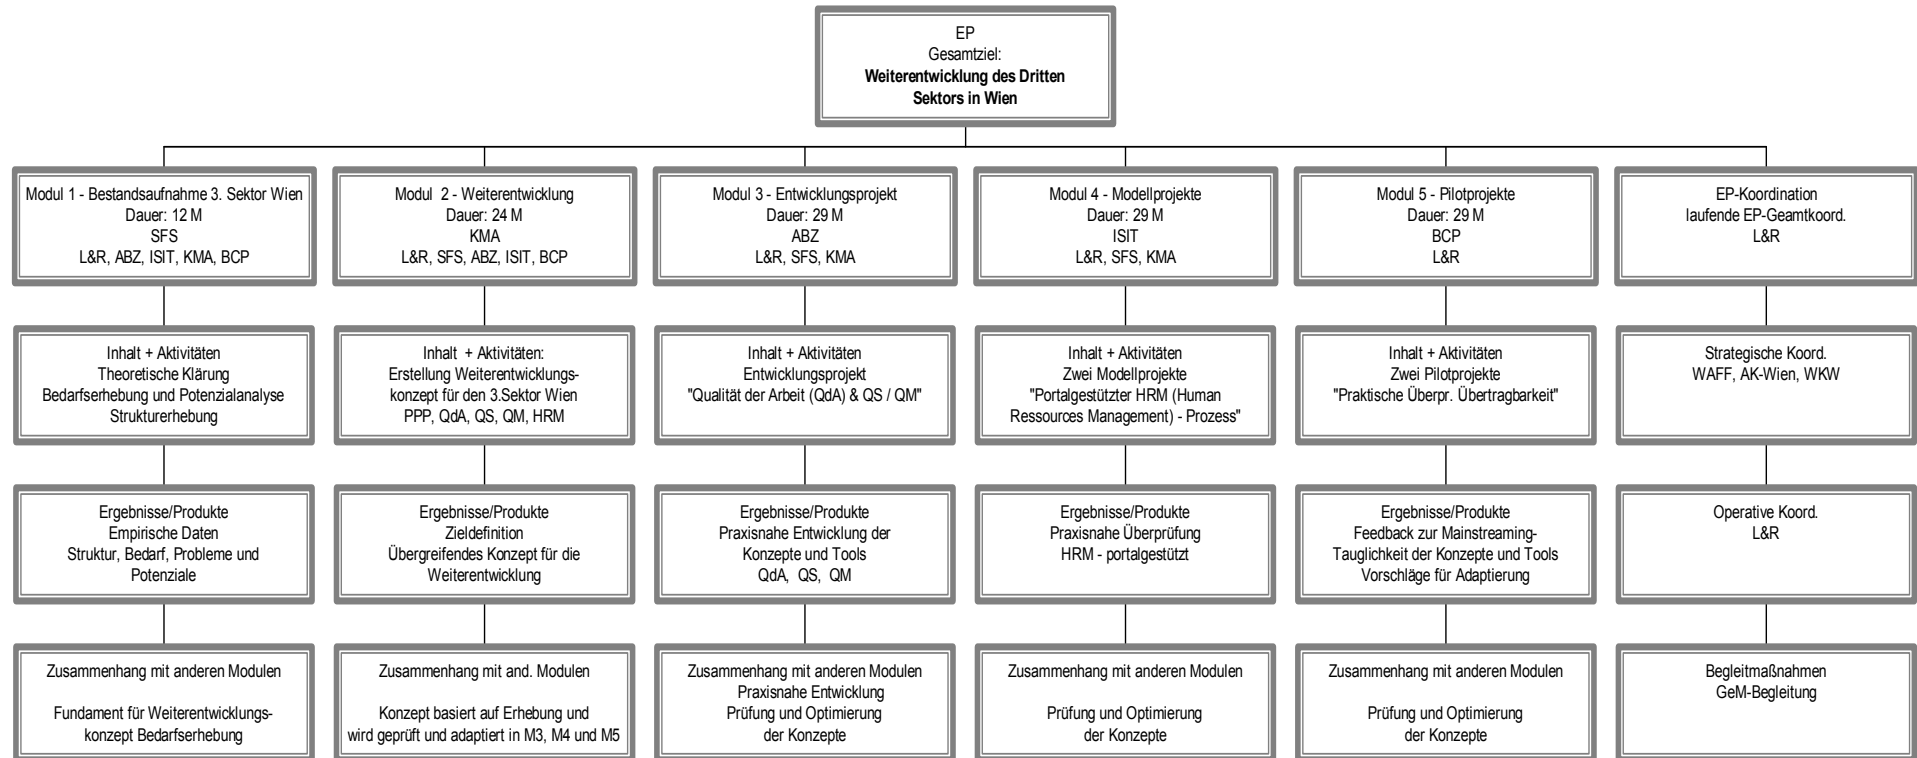 EP
Gesamtziel:
Weiterentwicklung des Dritten
Sektors in Wien
Modul 1 - Bestandsaufnahme 3. Sektor Wien
Dauer: 12 M
SFS
L&R, ABZ, ISIT, KMA, BCP
Modul 2 - Weiterentwicklung
Dauer: 24 M
KMA
L&R, SFS, ABZ, ISIT, BCP
Modul 3 - Entwicklungsprojekt
Dauer: 29 M
ABZ
L&R, SFS, KMA
Modul 4 - Modellprojekte
Dauer: 29 M
ISIT
L&R, SFS, KMA
Modul 5 - Pilotprojekte
Dauer: 29 M
BCP
L&R
EP-Koordination
laufende EP-Geamtkoord.
L&R
Inhalt + Aktivitäten
Theoretische Klärung
Bedarfserhebung und Potenzialanalyse
Strukturerhebung
Inhalt + Aktivitäten:
Erstellung Weiterentwicklungs-
konzept für den 3.Sektor Wien
PPP, QdA, QS, QM, HRM
Inhalt + Aktivitäten
Entwicklungsprojekt
"Qualität der Arbeit (QdA) & QS / QM"
Inhalt + Aktivitäten
Zwei Modellprojekte
"Portalgestützter HRM (Human
Ressources Management) - Prozess"
Inhalt + Aktivitäten
Zwei Pilotprojekte
"Praktische Überpr. Übertragbarkeit"
Strategische Koord.
WAFF, AK-Wien, WKW
Ergebnisse/Produkte
Empirische Daten
Struktur, Bedarf, Probleme und
Potenziale
Ergebnisse/Produkte
Zieldefinition
Übergreifendes Konzept für die
Weiterentwicklung
Ergebnisse/Produkte
Praxisnahe Entwicklung der
Konzepte und Tools
QdA, QS, QM
Ergebnisse/Produkte
Praxisnahe Überprüfung
HRM - portalgestützt
Ergebnisse/Produkte
Feedback zur Mainstreaming-
Tauglichkeit der Konzepte und Tools
Vorschläge für Adaptierung
Operative Koord.
L&R
Zusammenhang mit anderen Modulen
Fundament für Weiterentwicklungs-
konzept Bedarfserhebung
Zusammenhang mit and. Modulen
Konzept basiert auf Erhebung und
wird geprüft und adaptiert in M3, M4 und M5
Zusammenhang mit anderen Modulen
Praxisnahe Entwicklung
Prüfung und Optimierung
der Konzepte
Zusammenhang mit anderen Modulen
Prüfung und Optimierung
der Konzepte
Zusammenhang mit anderen Modulen
Prüfung und Optimierung
der Konzepte
Begleitmaßnahmen
GeM-Begleitung